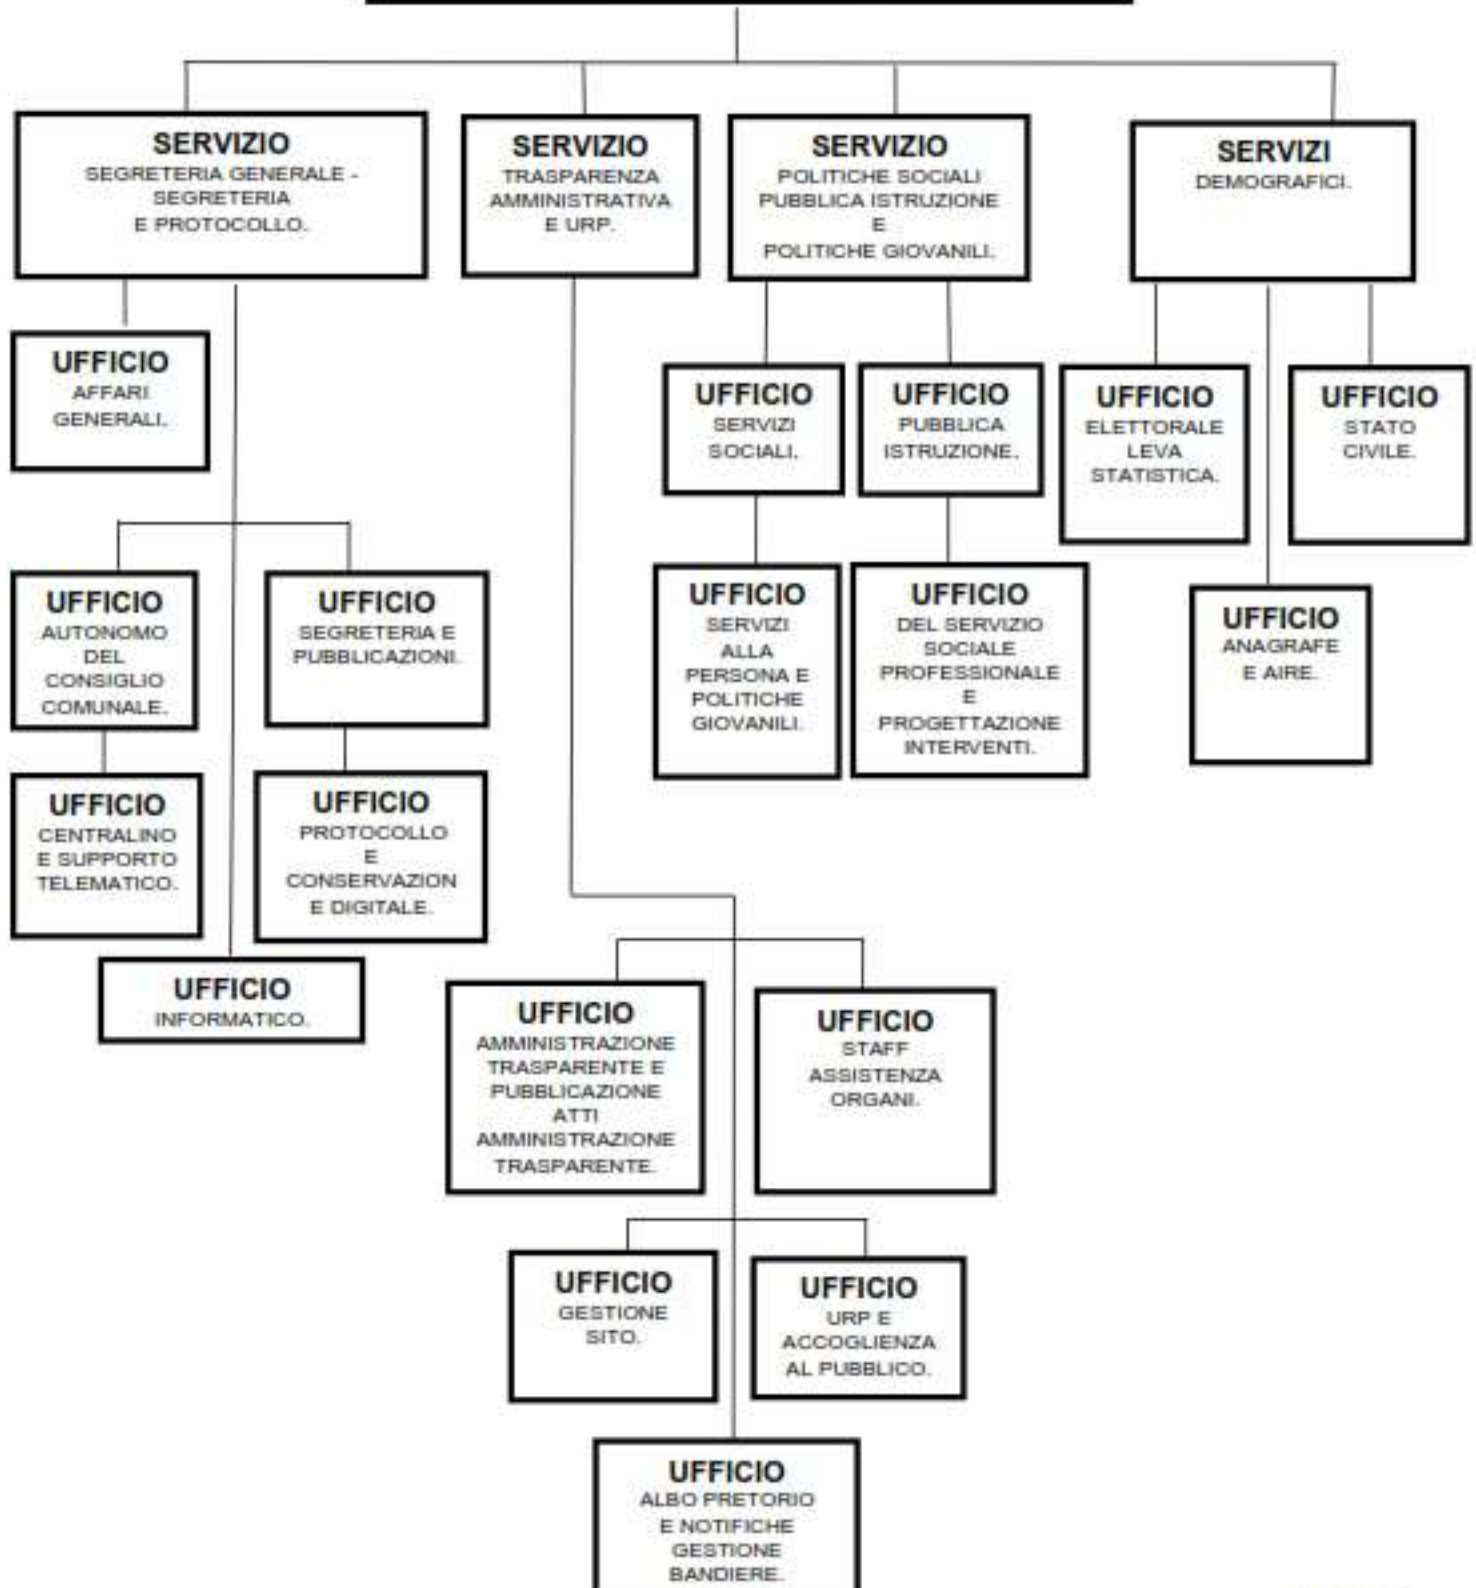 SERVIZIO
SEGRETERIA GENERALE -
SEGRETERIA
E PROTOCOLLO.
SERVIZIO
TRASPARENZA
AMMINISTRATIVA
E URP.
SERVIZIO
POLITICHE SOCIALI
PUBBLICA ISTRUZIONE
E
POLITICHE GIOVANILI.
SERVIZI
DEMOGRAFICI.
UFFICIO
AFFARI
GENERALI.
UFFICIO
SERVIZI
SOCIALI.
UFFICIO
PUBBLICA
ISTRUZIONE.
UFFICIO
ELETTORALE
LEVA
STATISTICA.
UFFICIO
STATO
CIVILE.
UFFICIO
AUTONOMO
DEL
CONSIGLIO
COMUNALE.
UFFICIO
SEGRETERIA E
PUBBLICAZIONI.
UFFICIO
SERVIZI
ALLA
PERSONA E
POLITICHE
GIOVANILI.
UFFICIO
DEL SERVIZIO
SOCIALE
PROFESSIONALE
E
PROGETTAZIONE
INTERVENTI.
UFFICIO
ANAGRAFE
E AIRE.
UFFICIO
CENTRALINO
E SUPPORTO
TELEMATICO.
UFFICIO
PROTOCOLLO
E
CONSERVAZION
E DIGITALE.
UFFICIO
INFORMATICO.
UFFICIO
AMMINISTRAZIONE
TRASPARENTE E
PUBBLICAZIONE
ATTI
AMMINISTRAZIONE
TRASPARENTE.
UFFICIO
STAFF
ASSISTENZA
ORGANI.
UFFICIO
GESTIONE
SITO.
UFFICIO
URP E
ACCOGLIENZA
AL PUBBLICO.
UFFICIO
ALBO PRETORIO
E NOTIFICHE
GESTIONE
BANDIERE.